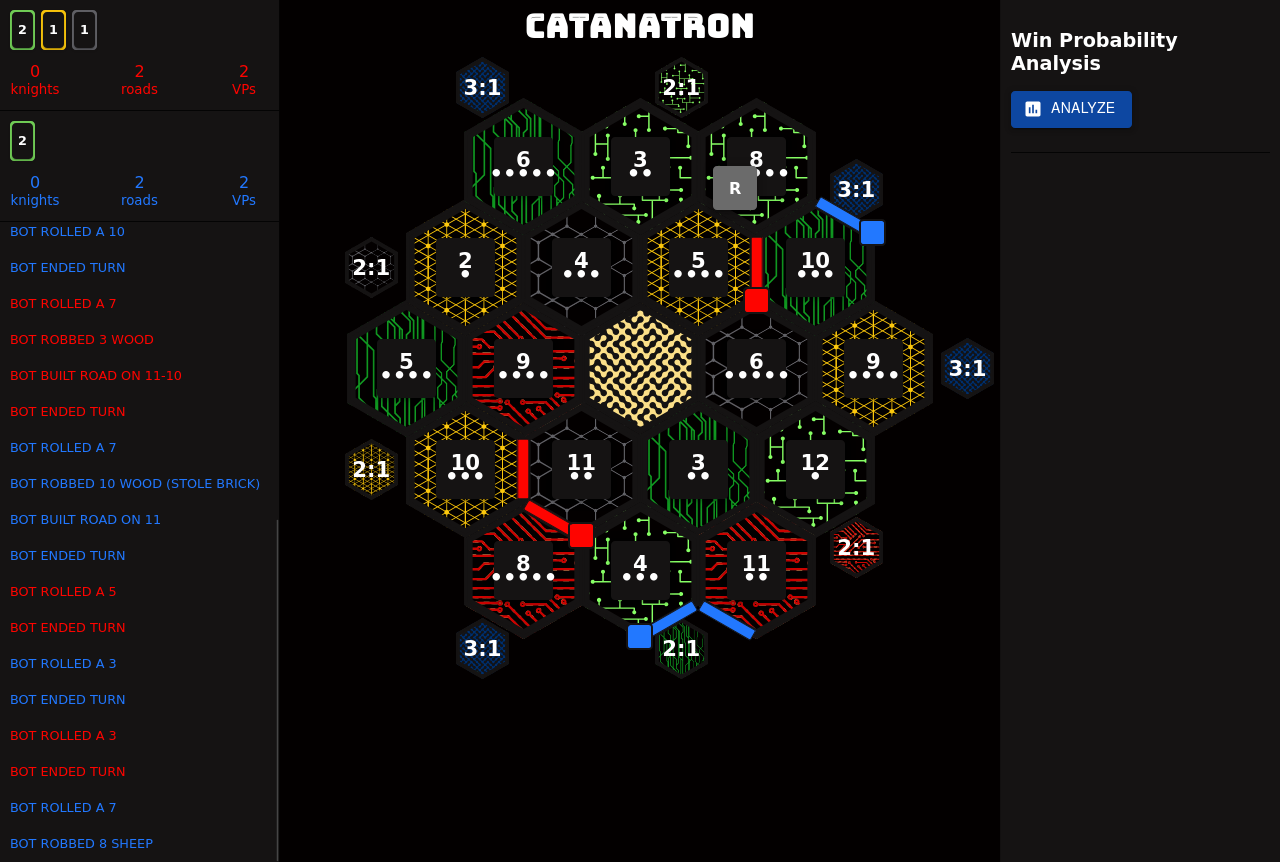 2 1 1
0 2 2
knights roads VPs
2
0 2 2
knights roads VPs
BOT ROLLED A 10
BOT ENDED TURN
BOT ROLLED A 7
BOT ROBBED 3 WOOD
BOT BUILT ROAD ON 11-10
BOT ENDED TURN
BOT ROLLED A 7
BOT ROBBED 10 WOOD (STOLE BRICK)
BOT BUILT ROAD ON 11
BOT ENDED TURN
BOT ROLLED A 5
BOT ENDED TURN
BOT ROLLED A 3
BOT ENDED TURN
BOT ROLLED A 3
BOT ENDED TURN
BOT ROLLED A 7
BOT ROBBED 8 SHEEP
CATANATRON
3:1 2:1
6 3 8
R
3:1
2:1 2 4 5 10
5 9 6 9 3:1
2:1 10 11 3 12
8 4 11 2:1
3:1 2:1
Win Probability
Analysis
ANALYZE